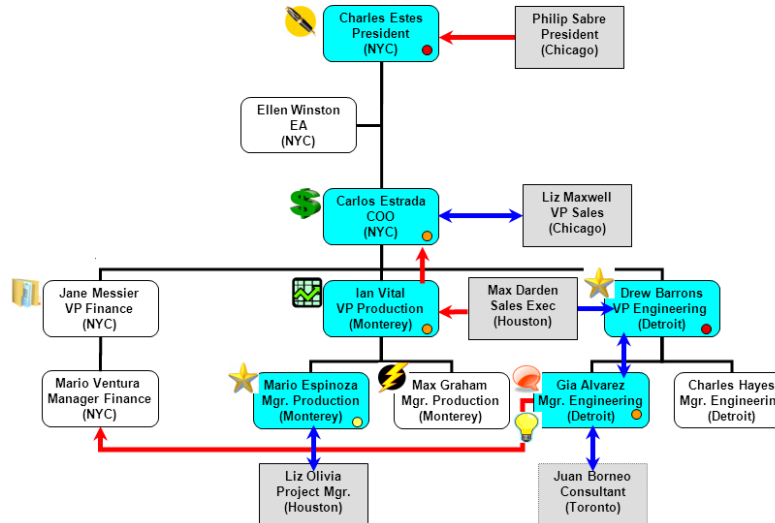 Charles Estes
President
(NYC)
Philip Sabre
President
(Chicago)
Ellen Winston
EA
(NYC)
Carlos Estrada
COO
(NYC)
Liz Maxwell
VP Sales
(Chicago)
Jane Messier
VP Finance
(NYC)
Ian Vital
VP Production
(Monterey)
Max Darden
Sales Exec
(Houston)
Drew Barrons
VP Engineering
(Detroit)
Mario Ventura
Manager Finance
(NYC)
Mario Espinoza
Mgr. Production
(Monterey)
Max Graham
Mgr. Production
(Monterey)
Gia Alvarez
Mgr. Engineering
(Detroit)
Charles Hayes
Mgr. Engineering
(Detroit)
Liz Olivia
Project Mgr.
(Houston)
Juan Borneo
Consultant
(Toronto)